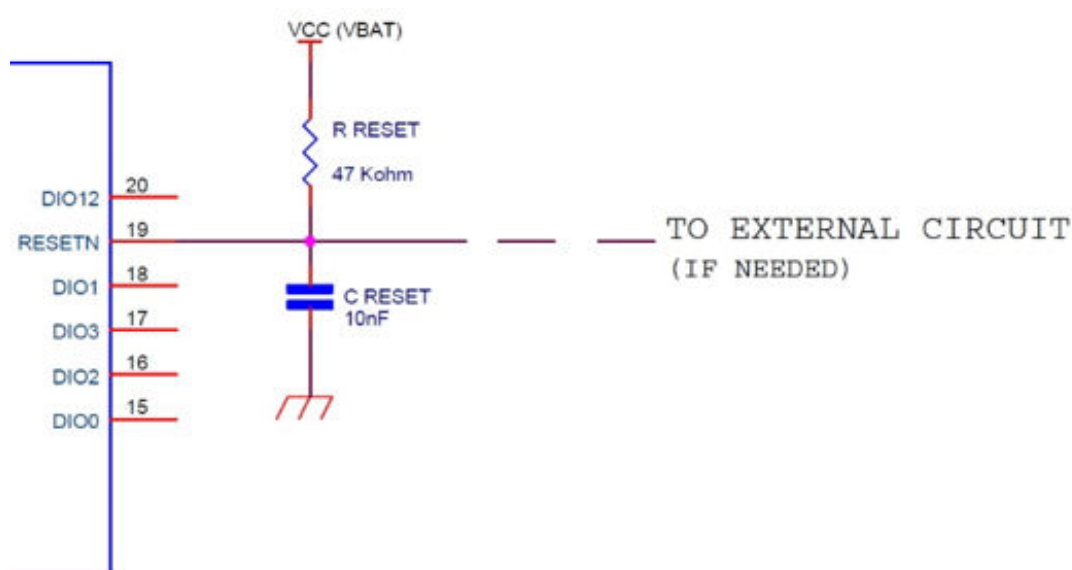 VCC (VBAT)
R RESET
47 Kohm
DIO12 20
RESETN 19
TO EXTERNAL CIRCUIT
(IF NEEDED)
DIO1 18
C RESET
10nF
DIO3 17
DIO2 16
DIO0 15